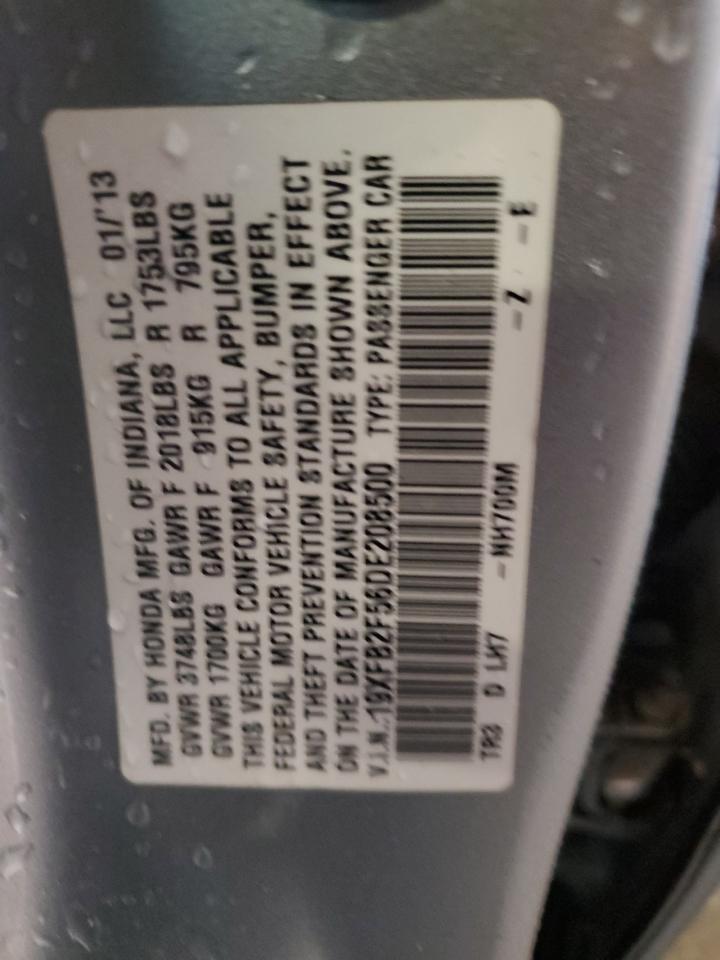 MFD. BY HONDA MFG. OF INDIANA, LLC 01/'13
GVWR 3748LBS GAWR F 2018LBS R 1753LBS
GVWR 1700KG GAWR F 915KG R 795KG
THIS VEHICLE CONFORMS TO ALL APPLICABLE
FEDERAL MOTOR VEHICLE SAFETY, BUMPER,
AND THEFT PREVENTION STANDARDS IN EFFECT
ON THE DATE OF MANUFACTURE SHOWN ABOVE.
V.I.N.:19XFB2F56DE208500 TYPE: PASSENGER CAR
TR3 D LH7 -NH700M -Z -E